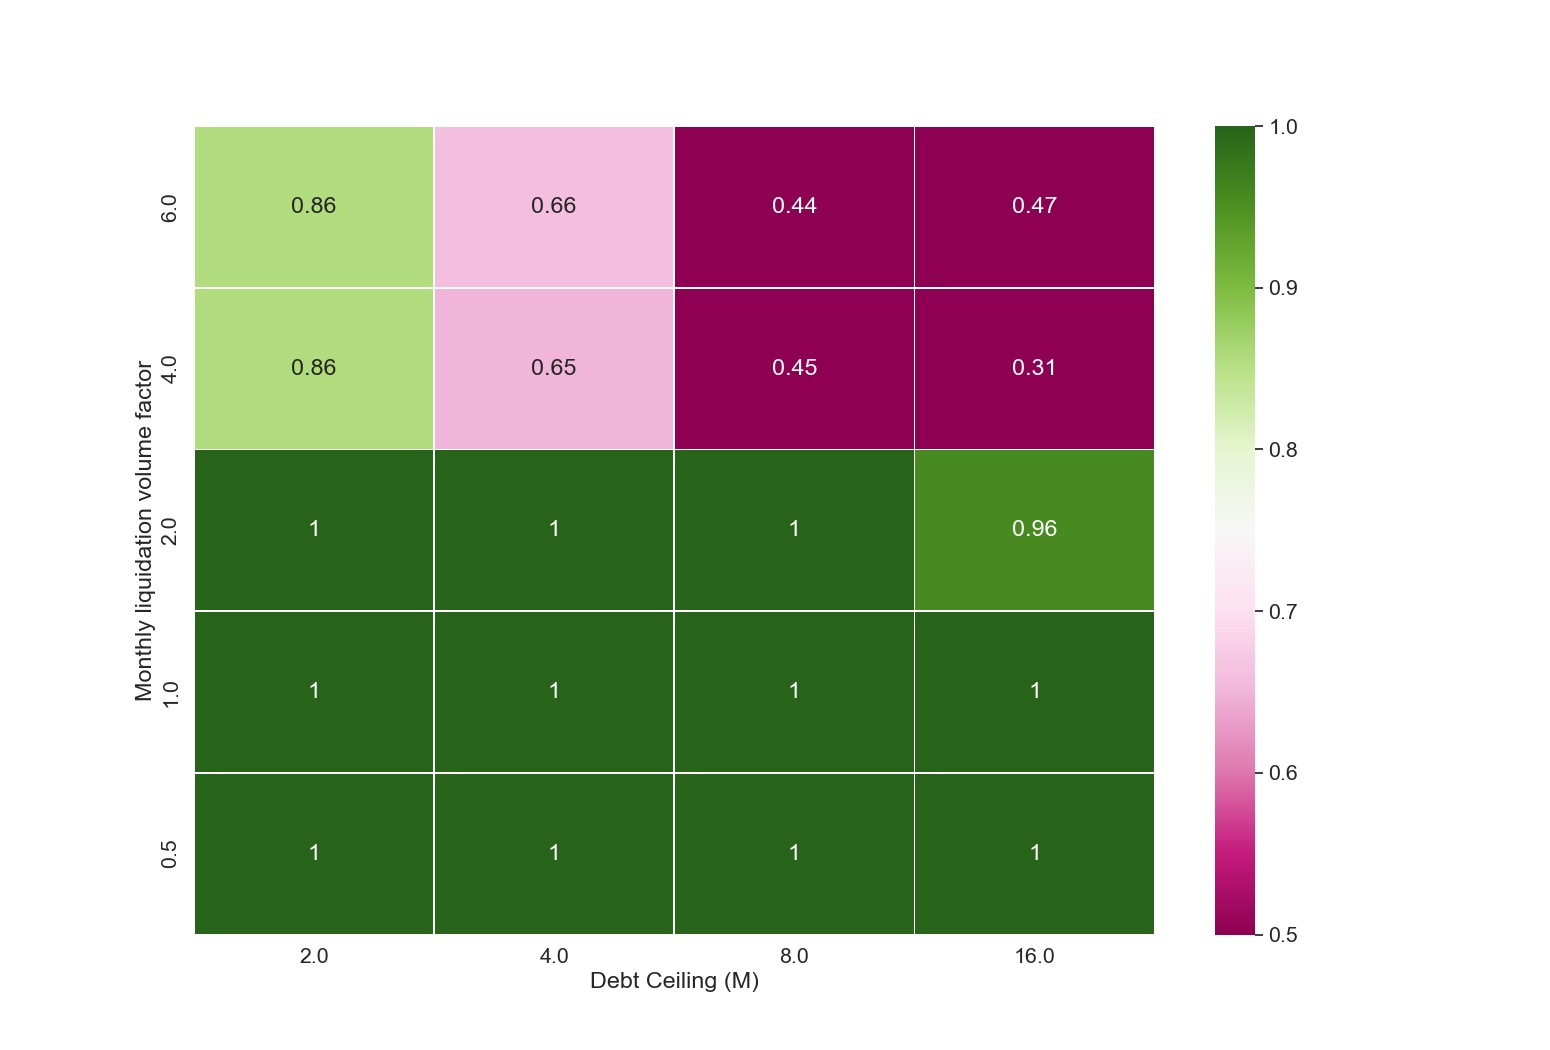 Monthly liquidation volume factor
6.0 0.86 0.66 0.44 0.47
4.0 0.86 0.65 0.45 0.31
2.0 1 1 1 0.96
1.0 1 1 1 1
0.5 1 1 1 1
2.0 4.0 8.0 16.0
Debt Ceiling (M)
1.0
0.9
0.8
0.7
0.6
0.5